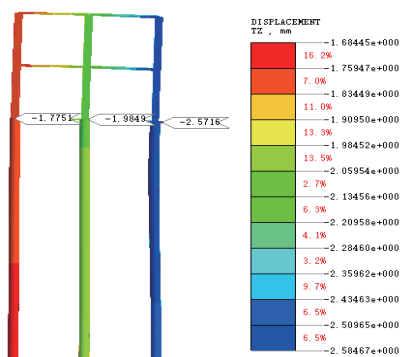 DISPLACEMENT
TZ , mm
-1.68445e+000
16.2%
-1.75947e+000
7.0%
-1.83449e+000
11.0%
-1.90950e+000
13.3%
-1.98452e+000
13.5%
-2.05954e+000
2.7%
-2.13456e+000
6.3%
-2.20958e+000
4.1%
-2.28460e+000
3.2%
-2.35962e+000
9.7%
-2.43463e+000
6.5%
-2.50965e+000
6.5%
-2.58467e+000
-1.7751
-1.9849
-2.5716